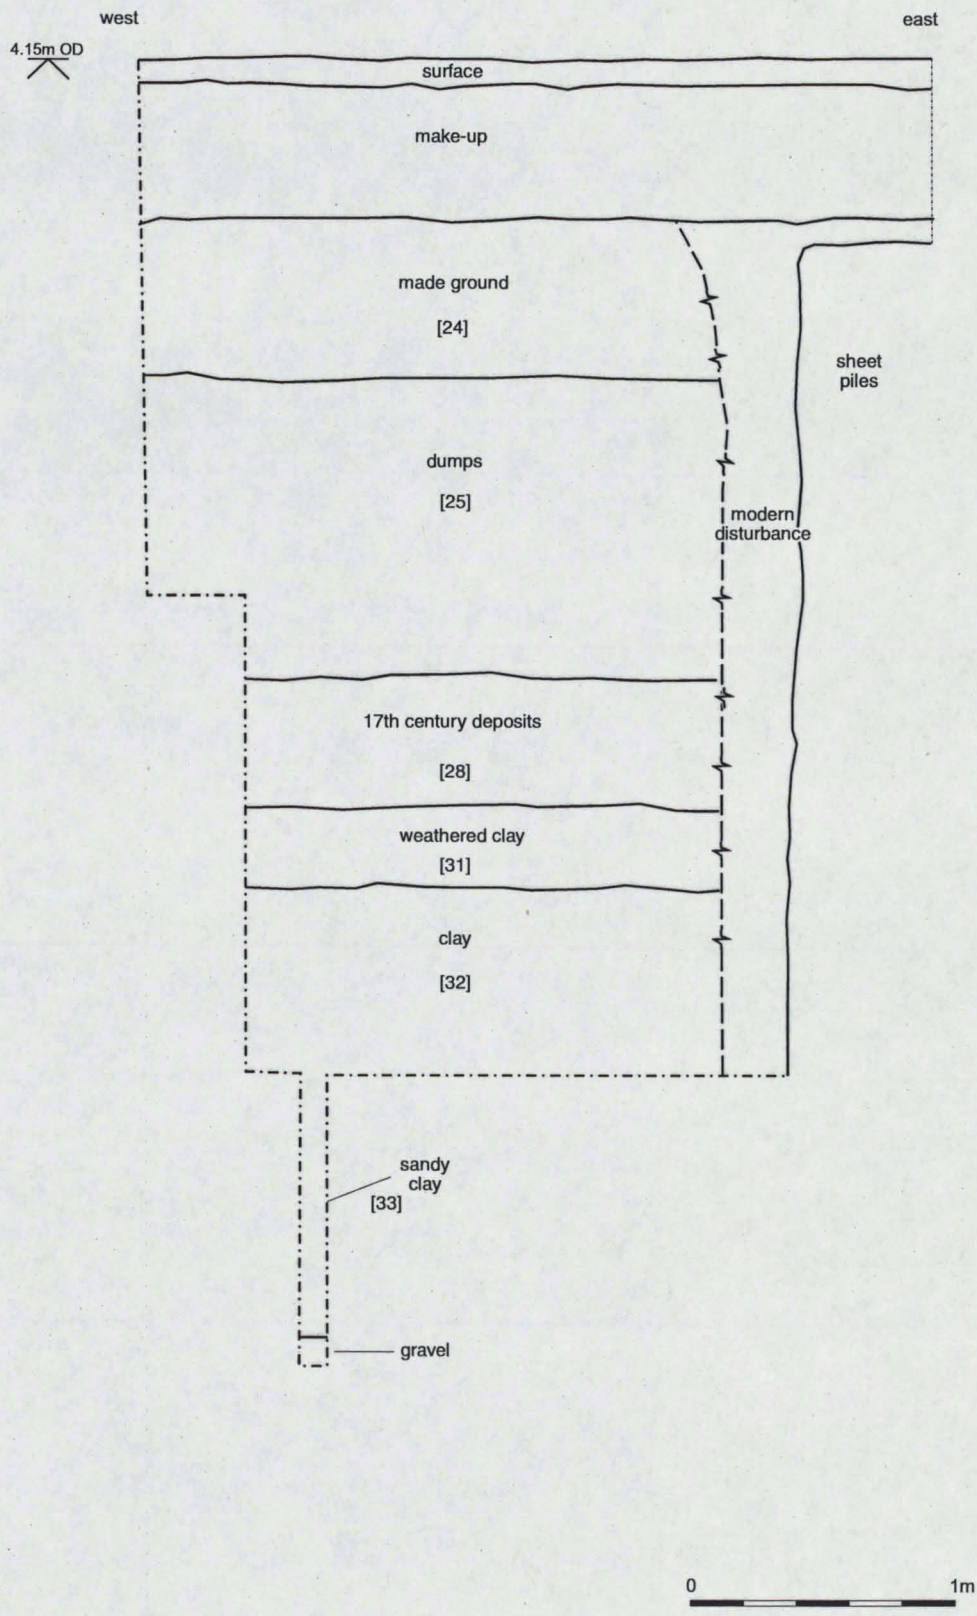 west
east
4.15m OD
surface
make-up
made ground
[24]
sheet
piles
dumps
[25]
modern
disturbance
17th century deposits
[28]
weathered clay
[31]
clay
[32]
sandy
clay
[33]
gravel
0 1m